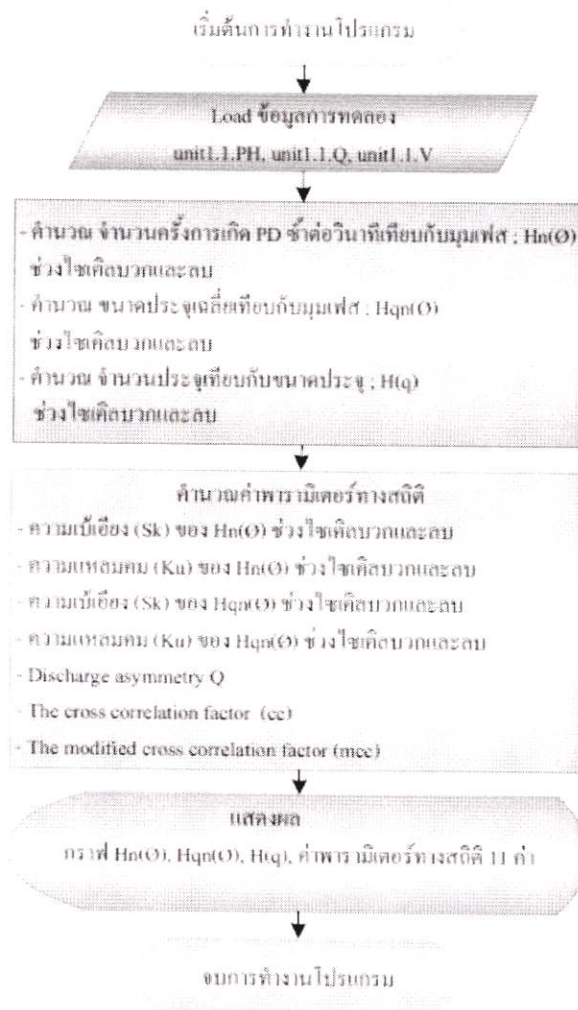 เริ่มต้นการทำงานโปรแกรม
Load ข้อมูลการทดลอง
unit1.1.PH, unit1.1.Q, unit1.1.V
- คำนวณ จำนวนครั้งการเกิด PD ซ้ำต่อวินาทีเทียบกับมุมเฟส ; Hn(Ø)
ช่วงไซเคิลบวกและลบ
- คำนวณ ขนาดประจุเฉลี่ยเทียบกับมุมเฟส ; Hqn(Ø)
ช่วงไซเคิลบวกและลบ
- คำนวณ จำนวนประจุเทียบกับขนาดประจุ ; H(q)
ช่วงไซเคิลบวกและลบ
คำนวณค่าพารามิเตอร์ทางสถิติ
- ความเบ้เอียง (Sk) ของ Hn(Ø) ช่วงไซเคิลบวกและลบ
- ความแหลมคม (Ku) ของ Hn(Ø) ช่วงไซเคิลบวกและลบ
- ความเบ้เอียง (Sk) ของ Hqn(Ø) ช่วงไซเคิลบวกและลบ
- ความแหลมคม (Ku) ของ Hqn(Ø) ช่วงไซเคิลบวกและลบ
- Discharge asymmetry Q
- The cross correlation factor (cc)
- The modified cross correlation factor (mcc)
แสดงผล
กราฟ Hn(Ø), Hqn(Ø), H(q), ค่าพารามิเตอร์ทางสถิติ 11 ค่า
จบการทำงานโปรแกรม